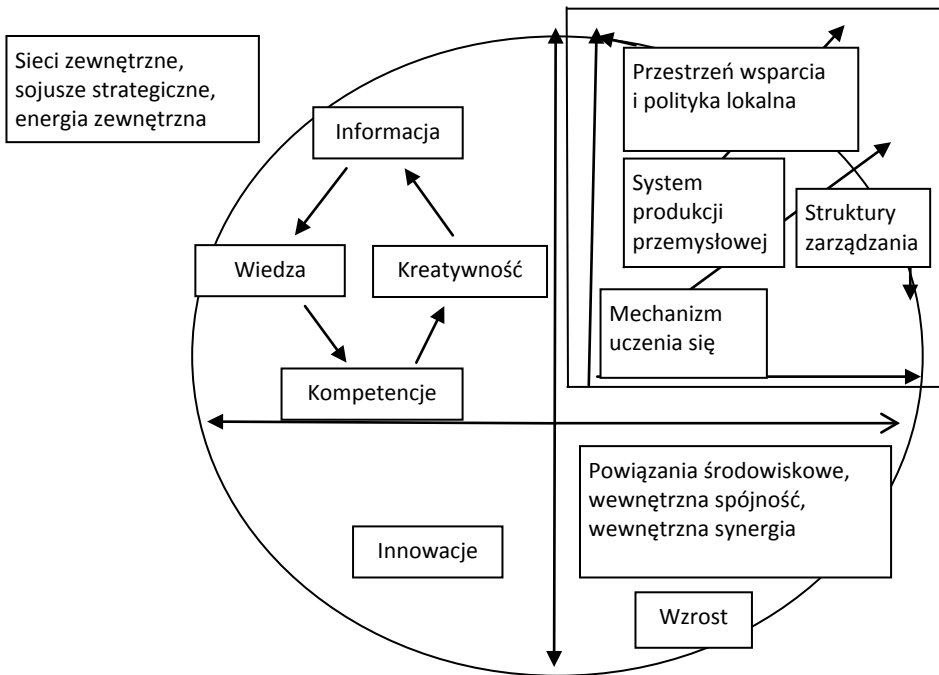 Sieci zewnętrzne,
sojusze strategiczne,
energia zewnętrzna
Informacja
Wiedza
Kreatywność
Kompetencje
Przestrzeń wsparcia
i polityka lokalna
System
produkcji
przemysłowej
Struktury
zarządzania
Mechanizm
uczenia się
Innowacje
Powiązania środowiskowe,
wewnętrzna spójność,
wewnętrzna synergia
Wzrost